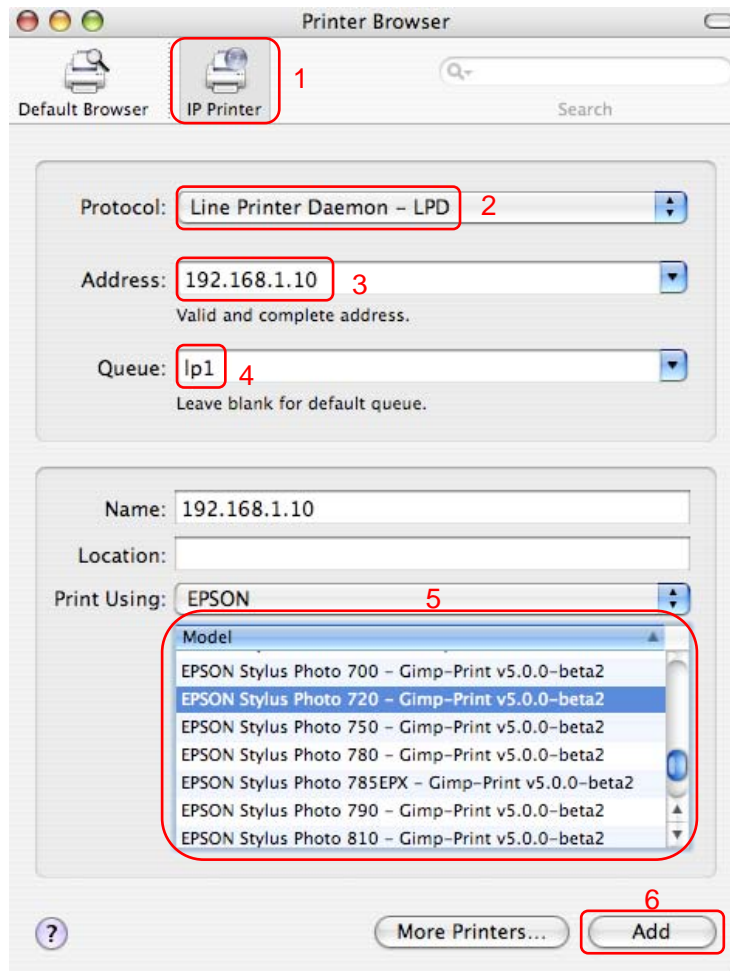 Printer Browser
Default Browser
IP Printer
1
Search
Protocol: Line Printer Daemon – LPD 2
Address: 192.168.1.10 3
Valid and complete address.
Queue: lp1 4
Leave blank for default queue.
Name: 192.168.1.10
Location:
Print Using: EPSON 5
Model
EPSON Stylus Photo 700 – Gimp-Print v5.0.0-beta2
EPSON Stylus Photo 720 – Gimp-Print v5.0.0-beta2
EPSON Stylus Photo 750 – Gimp-Print v5.0.0-beta2
EPSON Stylus Photo 780 – Gimp-Print v5.0.0-beta2
EPSON Stylus Photo 785EPX – Gimp-Print v5.0.0-beta2
EPSON Stylus Photo 790 – Gimp-Print v5.0.0-beta2
EPSON Stylus Photo 810 – Gimp-Print v5.0.0-beta2
6
? More Printers... Add